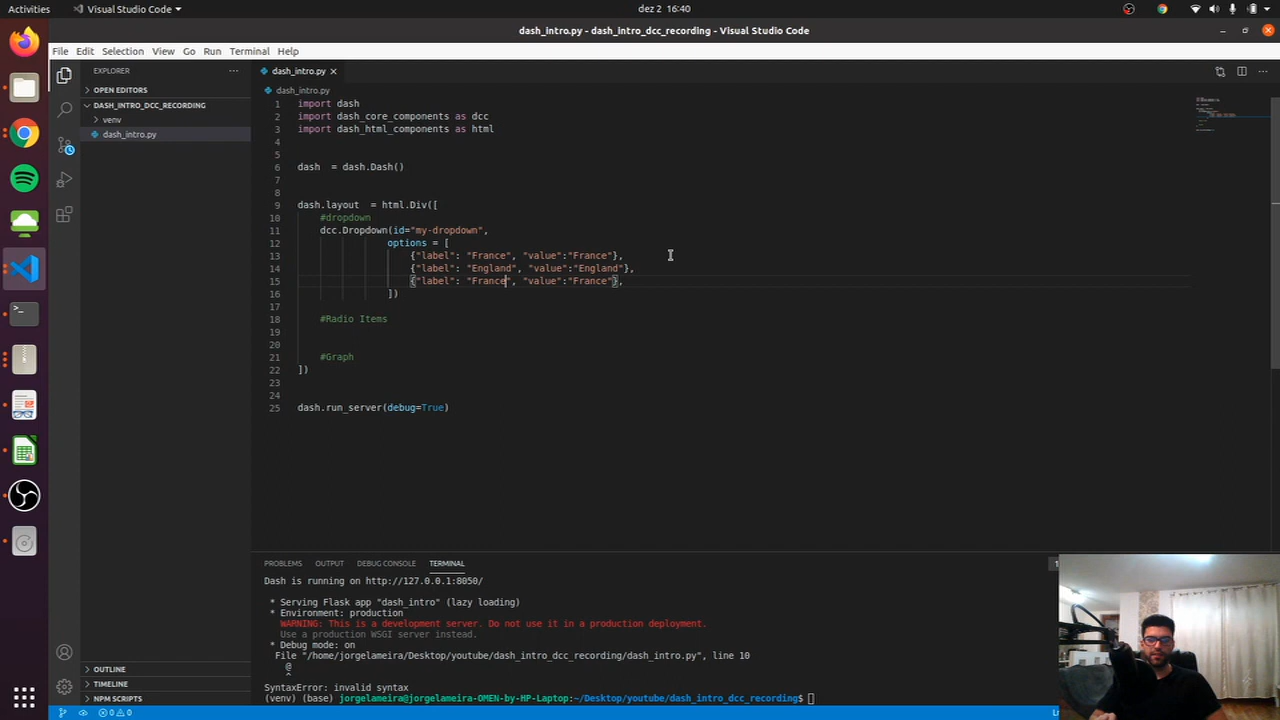 Activities
Visual Studio Code
dez 2 16:40
dash_intro.py - dash_intro_dcc_recording - Visual Studio Code
File Edit Selection View Go Run Terminal Help
EXPLORER
dash_intro.py
OPEN EDITORS
dash_intro.py
DASH_INTRO_DCC_RECORDING
venv
dash_intro.py
1 import dash
2 import dash_core_components as dcc
3 import dash_html_components as html
4
5
6 dash = dash.Dash()
7
8
9 dash.layout = html.Div([
10 #dropdown
11 dcc.Dropdown(id="my-dropdown",
12 options = [
13 {"label": "France", "value":"France"},
14 {"label": "England", "value":"England"},
15 {"label": "France", "value":"France"},
16 ])
17
18 #Radio Items
19
20
21 #Graph
22 ])
23
24
25 dash.run_server(debug=True)
PROBLEMS OUTPUT DEBUG CONSOLE TERMINAL
Dash is running on http://127.0.0.1:8050/
* Serving Flask app "dash_intro" (lazy loading)
* Environment: production
WARNING: This is a development server. Do not use it in a production deployment.
Use a production WSGI server instead.
* Debug mode: on
File "/home/jorgelameira/Desktop/youtube/dash_intro_dcc_recording/dash_intro.py", line 10
@
^
SyntaxError: invalid syntax
(venv) (base) jorgelameira@jorgelameira-OMEN-by-HP-Laptop:~/Desktop/youtube/dash_intro_dcc_recording$
OUTLINE
TIMELINE
NPM SCRIPTS
0 0